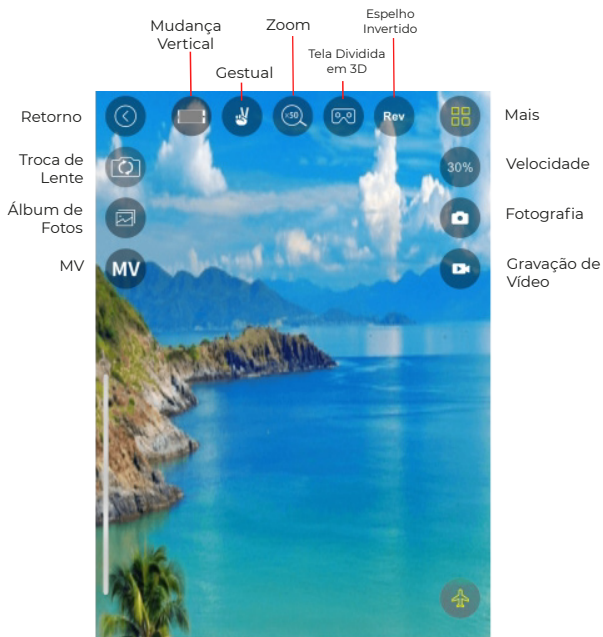 Espelho
Invertido
Mudança
Vertical
Zoom
Tela Dividida
em 3D
Gestual
Retorno
x50
Rev
Mais
Troca de
Lente
30%
Velocidade
Álbum de
Fotos
Fotografia
MV
MV
Gravação de
Vídeo